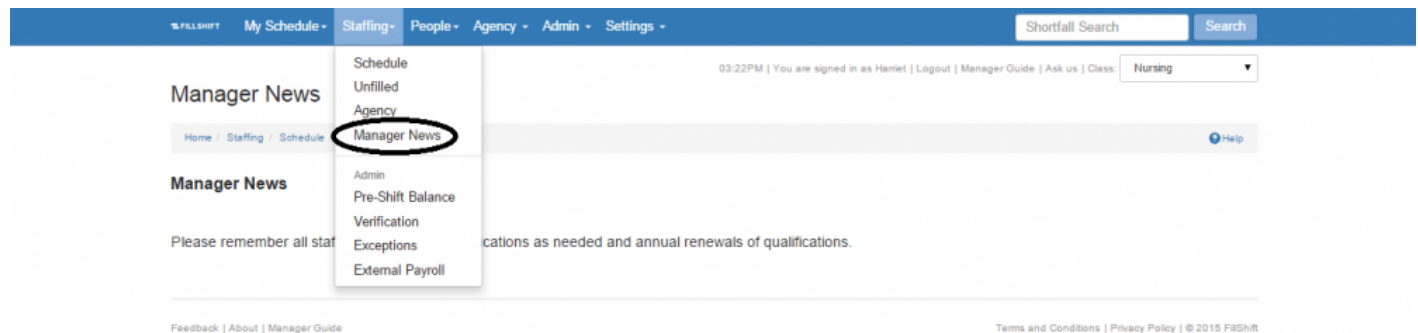 FILLSHIFT My Schedule Staffing People Agency Admin Settings Shortfall Search Search
03:22PM | You are signed in as Harriet | Logout | Manager Guide | Ask us | Class: Nursing
Manager News
Schedule
Unfilled
Agency
Manager News
Home / Staffing / Schedule
Help
Admin
Pre-Shift Balance
Verification
Exceptions
External Payroll
Manager News
Please remember all staf ications as needed and annual renewals of qualifications.
Feedback | About | Manager Guide
Terms and Conditions | Privacy Policy | © 2015 FillShift